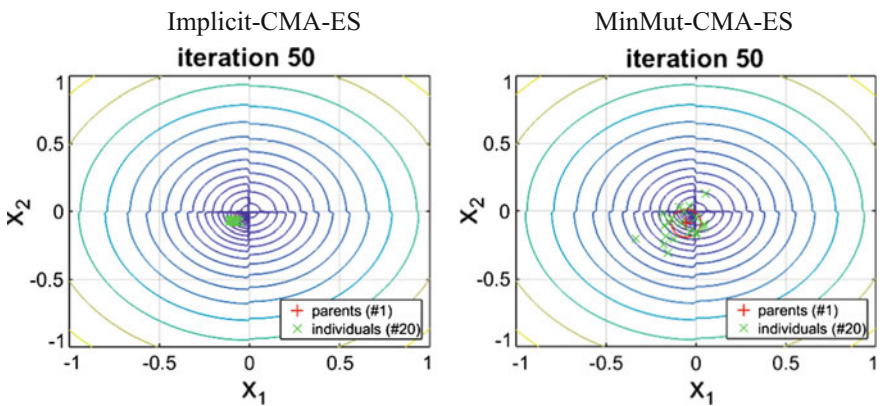 Implicit-CMA-ES
iteration 50
1
0.5
0
-0.5
-1
-1
-0.5
0
0.5
1
X2
X1
parents (#1)
individuals (#20)
MinMut-CMA-ES
iteration 50
1
0.5
0
-0.5
-1
-1
-0.5
0
0.5
1
X2
X1
parents (#1)
individuals (#20)